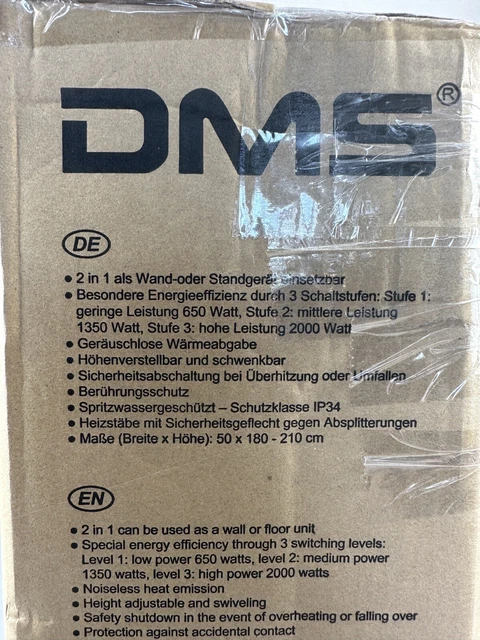 DMS®
DE
• 2 in 1 als Wand-oder Standgerät einsetzbar
• Besondere Energieeffizienz durch 3 Schaltstufen: Stufe 1:
geringe Leistung 650 Watt, Stufe 2: mittlere Leistung
1350 Watt, Stufe 3: hohe Leistung 2000 Watt
• Geräuschlose Wärmeabgabe
• Höhenverstellbar und schwenkbar
• Sicherheitsabschaltung bei Überhitzung oder Umfallen
• Berührungsschutz
• Spritzwassergeschützt – Schutzklasse IP34
• Heizstäbe mit Sicherheitsgeflecht gegen Absplitterungen
• Maße (Breite x Höhe): 50 x 180 - 210 cm
EN
• 2 in 1 can be used as a wall or floor unit
• Special energy efficiency through 3 switching levels:
Level 1: low power 650 watts, level 2: medium power
1350 watts, level 3: high power 2000 watts
• Noiseless heat emission
• Height adjustable and swiveling
• Safety shutdown in the event of overheating or falling over
• Protection against accidental contact